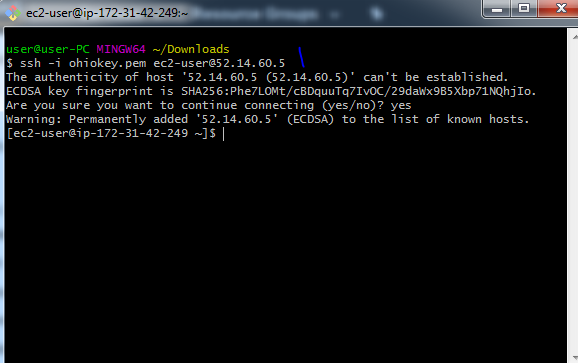 ec2-user@ip-172-31-42-249:~
Resource Groups
user@user-PC MINGW64 ~/Downloads
$ ssh -i ohiokey.pem ec2-user@52.14.60.5
The authenticity of host '52.14.60.5 (52.14.60.5)' can't be established.
ECDSA key fingerprint is SHA256:Phe7LOMt/cBDquuTq7IvOC/29daWx9B5Xbp71NQhjIo.
Are you sure you want to continue connecting (yes/no)? yes
Warning: Permanently added '52.14.60.5' (ECDSA) to the list of known hosts.
[ec2-user@ip-172-31-42-249 ~]$